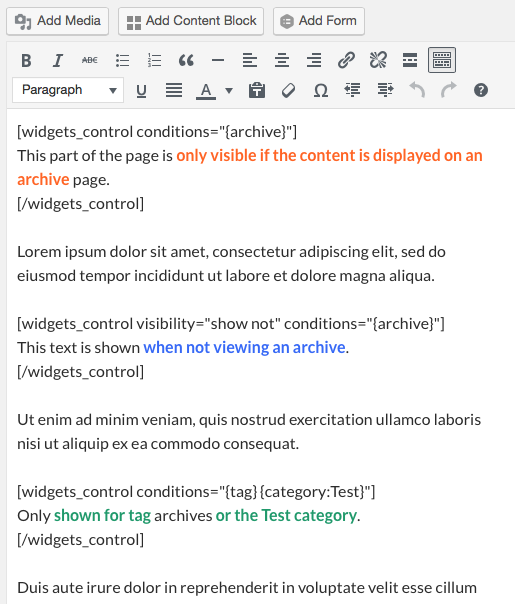 Add Media Add Content Block Add Form
B I ABC
Paragraph U A Ω ?
[widgets_control conditions="{archive}"]
This part of the page is only visible if the content is displayed on an
archive page.
[/widgets_control]
Lorem ipsum dolor sit amet, consectetur adipiscing elit, sed do
eiusmod tempor incididunt ut labore et dolore magna aliqua.
[widgets_control visibility="show not" conditions="{archive}"]
This text is shown when not viewing an archive.
[/widgets_control]
Ut enim ad minim veniam, quis nostrud exercitation ullamco laboris
nisi ut aliquip ex ea commodo consequat.
[widgets_control conditions="{tag}{category:Test}"]
Only shown for tag archives or the Test category.
[/widgets_control]
Duis aute irure dolor in reprehenderit in voluptate velit esse cillum